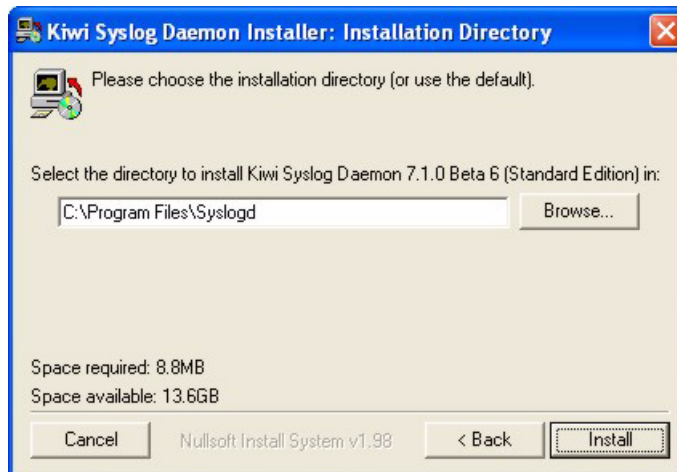 Kiwi Syslog Daemon Installer: Installation Directory
Please choose the installation directory (or use the default).
Select the directory to install Kiwi Syslog Daemon 7.1.0 Beta 6 (Standard Edition) in:
C:\Program Files\Syslogd
Browse...
Space required: 8.8MB
Space available: 13.6GB
Cancel
Nullsoft Install System v1.98
< Back
Install